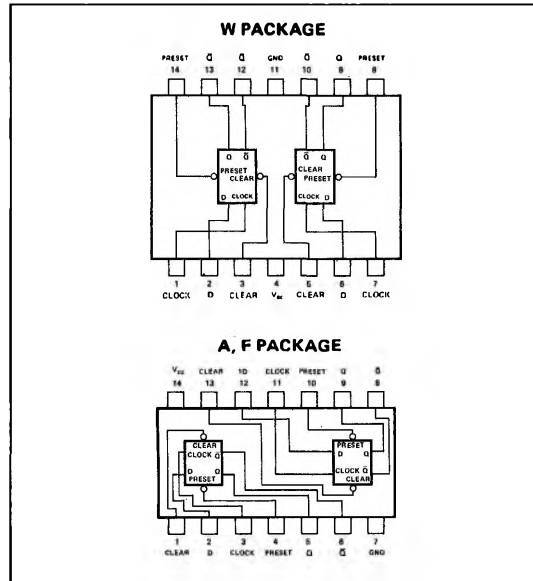 W PACKAGE
PRESET Q Q̅ GND Q̅ Q PRESET
14 13 12 11 10 9 8
Q Q̅ Q̅ Q
PRESET CLEAR
CLEAR PRESET
D CLOCK CLOCK D
1 2 3 4 5 6 7
CLOCK D CLEAR Vcc CLEAR D CLOCK
A, F PACKAGE
Vcc CLEAR 1D CLOCK PRESET Q Q̅
14 13 12 11 10 9 8
CLEAR PRESET
CLOCK Q̅ D Q
D Q CLOCK Q̅
PRESET CLEAR
1 2 3 4 5 6 7
CLEAR D CLOCK PRESET Q Q̅ GND